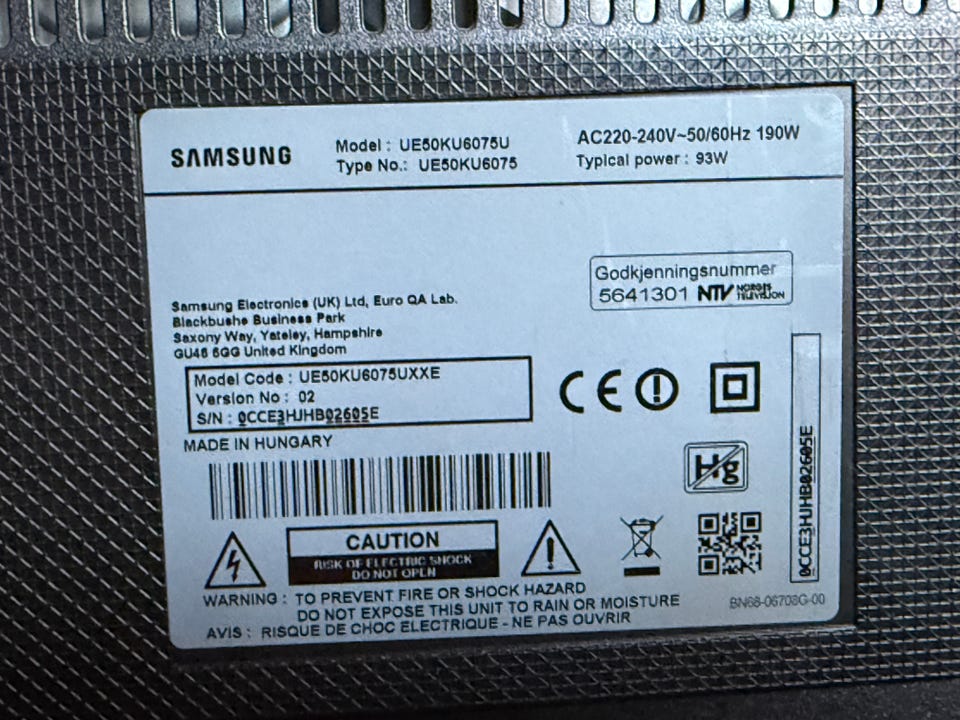 SAMSUNG
Model : UE50KU6075U
Type No.: UE50KU6075
AC220-240V~50/60Hz 190W
Typical power : 93W
Godkjenningsnummer
5641301 NTV NORGES TELEVISJON
Samsung Electronics (UK) Ltd, Euro QA Lab.
Blackbushe Business Park
Saxony Way, Yateley, Hampshire
GU46 6GG United Kingdom
Model Code : UE50KU6075UXXE
Version No : 02
S/N : 0CCE3HJHB02605E
MADE IN HUNGARY
CE
Hg
0CCE3HJHB02605E
CAUTION
RISK OF ELECTRIC SHOCK
DO NOT OPEN
WARNING : TO PREVENT FIRE OR SHOCK HAZARD
DO NOT EXPOSE THIS UNIT TO RAIN OR MOISTURE
AVIS : RISQUE DE CHOC ELECTRIQUE - NE PAS OUVRIR
BN68-06708G-00